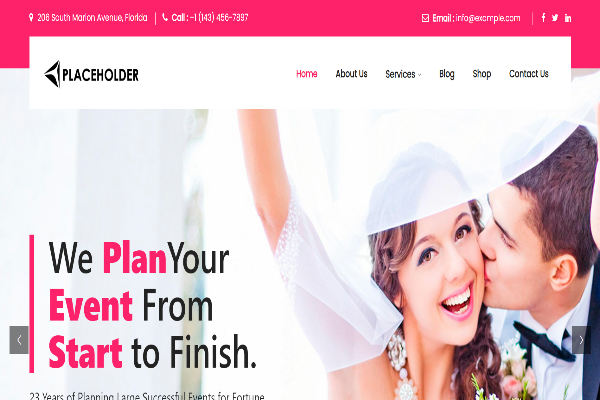 206 South Marion Avenue, Florida
Call : +1 (143) 456-7897
Email : info@example.com
PLACEHOLDER
Home About Us Services Blog Shop Contact Us
We PlanYour
Event From
Start to Finish.
23 Years of Planning Large Successful Events for Fortune